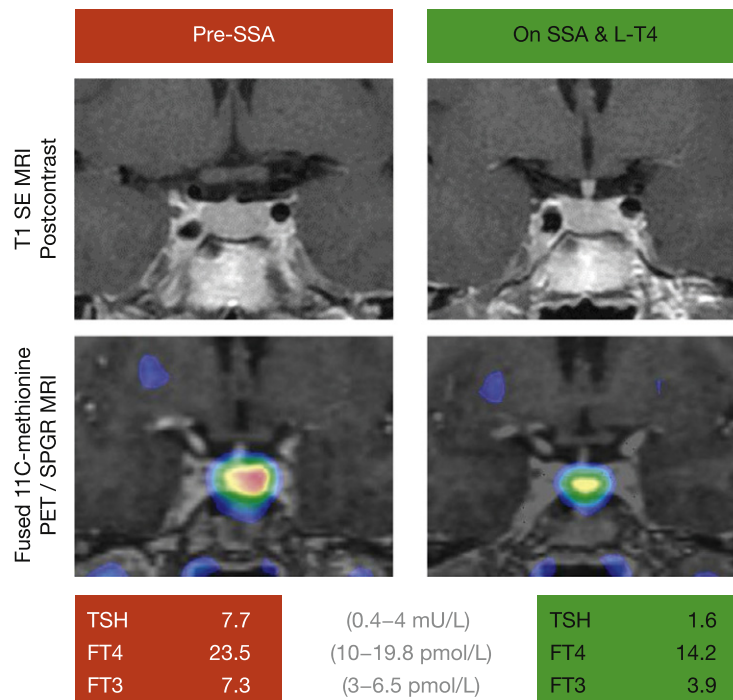 Pre-SSA
On SSA & L-T4
T1 SE MRI
Postcontrast
Fused 11C-methionine
PET / SPGR MRI
TSH 7.7 (0.4–4 mU/L) TSH 1.6
FT4 23.5 (10–19.8 pmol/L) FT4 14.2
FT3 7.3 (3–6.5 pmol/L) FT3 3.9